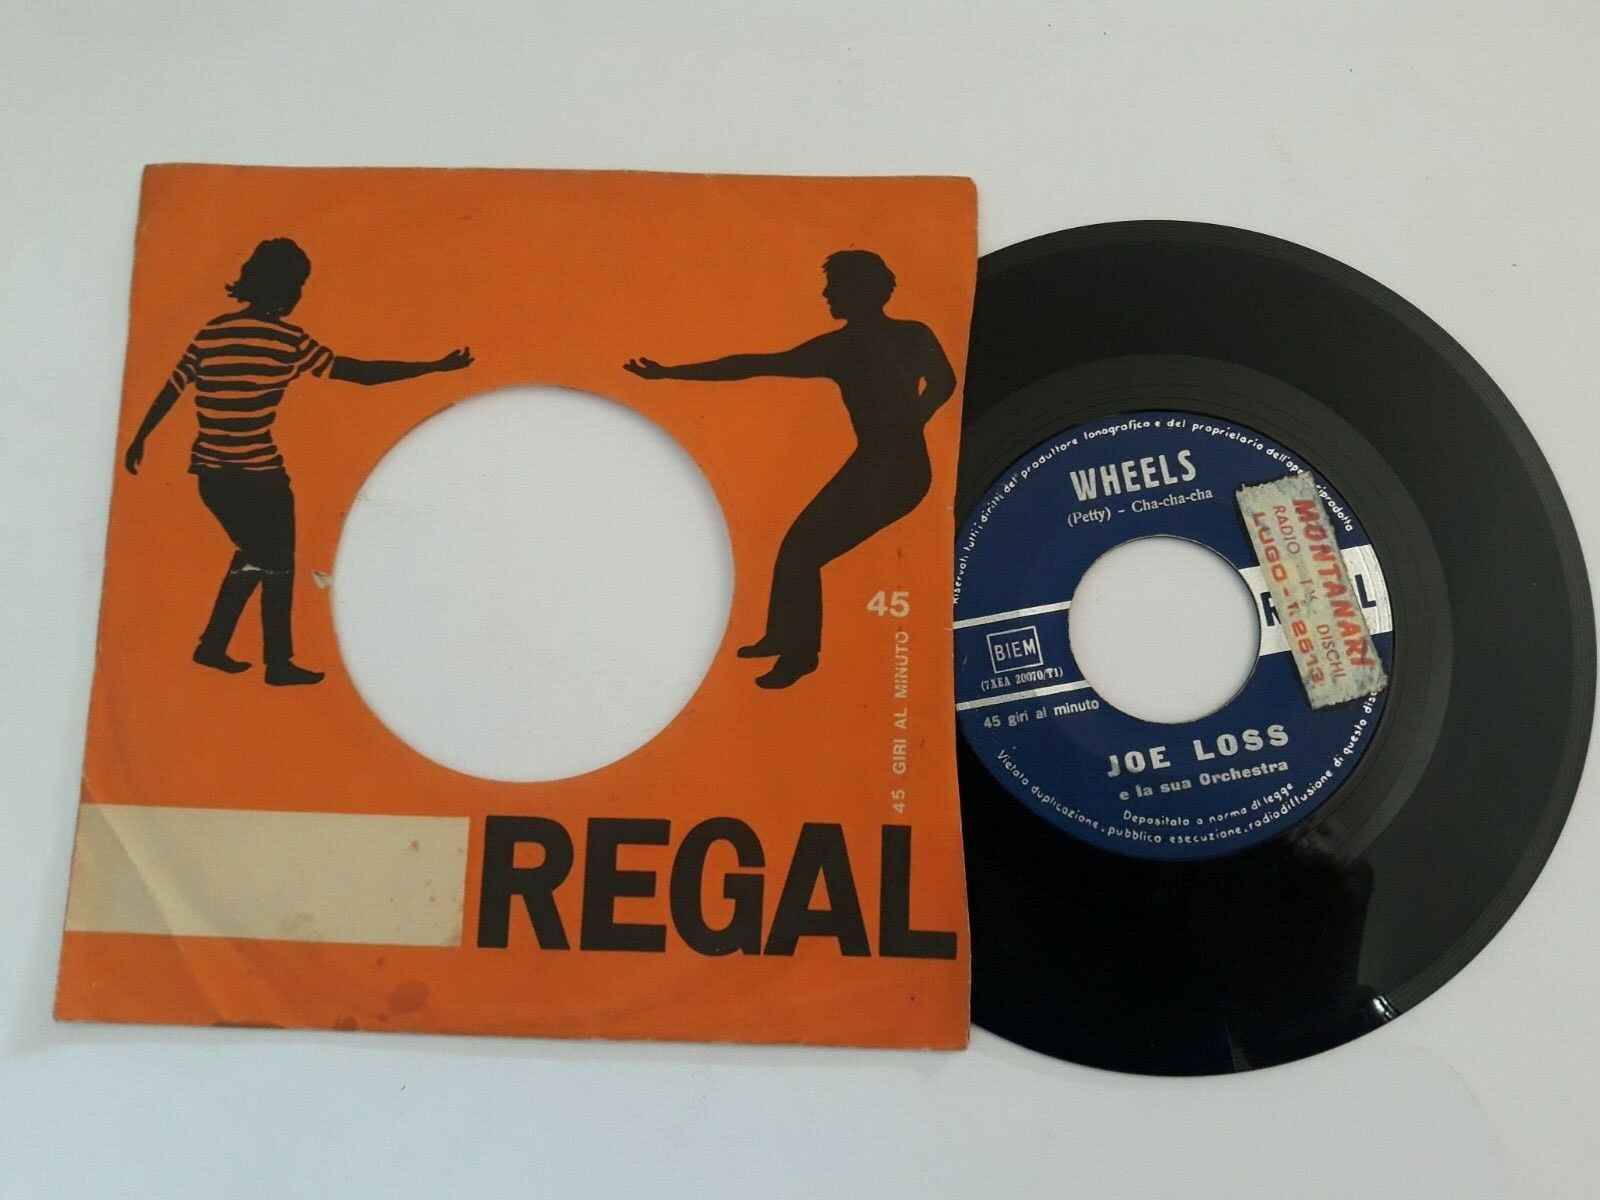 45
45 GIRI AL MINUTO
REGAL
Riservati tutti i diritti del produttore fonografico e del proprietario dell'
riprodotta
WHEELS
(Petty) - Cha-cha-cha
BIEM
(7XEA 20070/T1)
45 giri al minuto
JOE LOSS
e la sua Orchestra
Depositato a norma di legge
Vietata duplicazione, pubblica esecuzione, radiodiffusione di questo disco
MONTANARI
RADIO DISCHI
LUGO